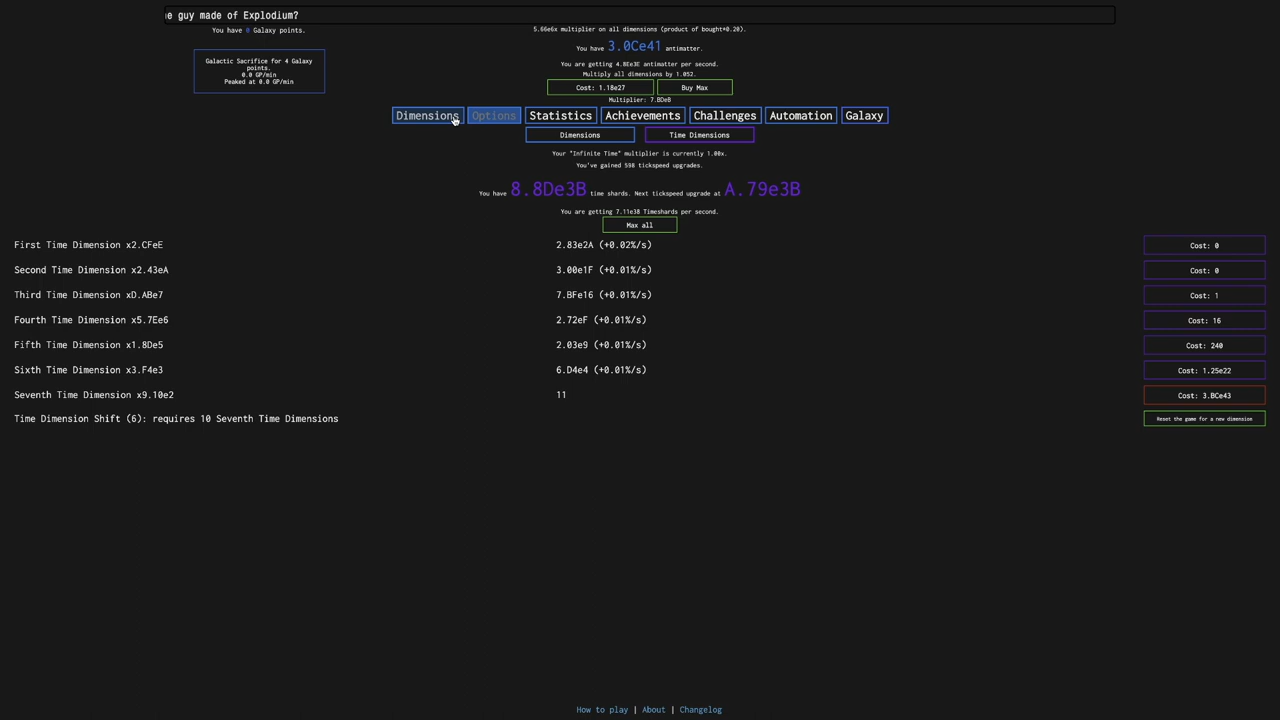 e guy made of Explodium?
You have 0 Galaxy points.
5.66e6x multiplier on all dimensions (product of bought*0.20).
You have 3.0Ce41 antimatter.
Galactic Sacrifice for 4 Galaxy
points.
0.0 GP/min
Peaked at 0.0 GP/min
You are getting 4.8Ee3E antimatter per second.
Multiply all dimensions by 1.052.
Cost: 1.18e27 Buy Max
Multiplier: 7.BDeB
Dimensions Options Statistics Achievements Challenges Automation Galaxy
Dimensions Time Dimensions
Your "Infinite Time" multiplier is currently 1.00x.
You've gained 598 tickspeed upgrades.
You have 8.8De3B time shards. Next tickspeed upgrade at A.79e3B
You are getting 7.11e38 Timeshards per second.
Max all
First Time Dimension x2.CFeE 2.83e2A (+0.02%/s) Cost: 0
Second Time Dimension x2.43eA 3.00e1F (+0.01%/s) Cost: 0
Third Time Dimension xD.ABe7 7.BFe16 (+0.01%/s) Cost: 1
Fourth Time Dimension x5.7Ee6 2.72eF (+0.01%/s) Cost: 16
Fifth Time Dimension x1.8De5 2.03e9 (+0.01%/s) Cost: 240
Sixth Time Dimension x3.F4e3 6.D4e4 (+0.01%/s) Cost: 1.25e22
Seventh Time Dimension x9.10e2 11 Cost: 3.BCe43
Time Dimension Shift (6): requires 10 Seventh Time Dimensions Reset the game for a new dimension
How to play | About | Changelog